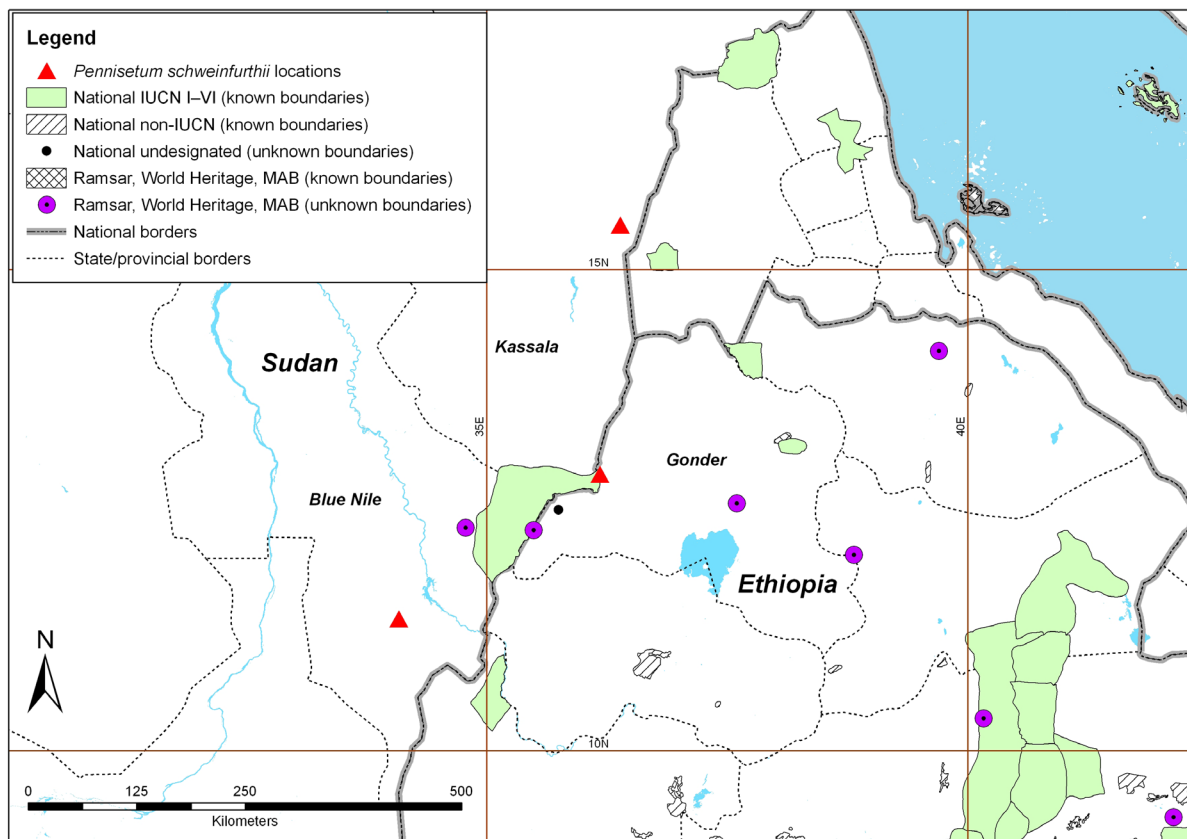 Legend
Pennisetum schweinfurthii locations
National IUCN I–VI (known boundaries)
National non-IUCN (known boundaries)
National undesignated (unknown boundaries)
Ramsar, World Heritage, MAB (known boundaries)
Ramsar, World Heritage, MAB (unknown boundaries)
National borders
State/provincial borders
15N
Kassala
Sudan
35E
40E
Gonder
Blue Nile
Ethiopia
N
10N
0 125 250 500
Kilometers